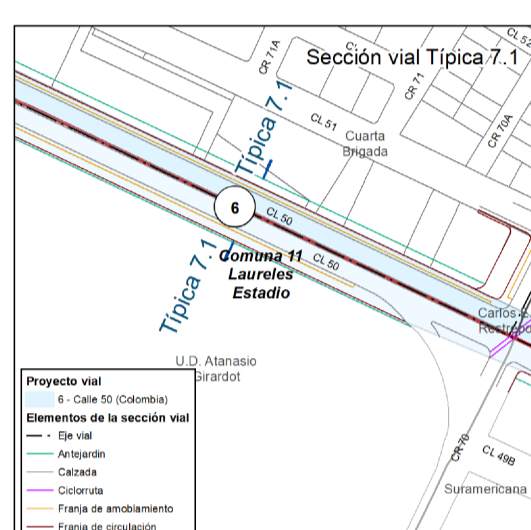 Sección vial Típica 7.1
CR 71A
CR 71
CR 70A
Típica 7.1
CL 51
Cuarta
Brigada
6
CL 50
CL 50
Comuna 11
Laureles
Estadio
Típica 7.1
U.D. Atanasio
Girardot
CR 70
CL 49B
Suramericana
Proyecto vial
6 - Calle 50 (Colombia)
Elementos de la sección vial
Eje vial
Antejardin
Calzada
Ciclorruta
Franja de amoblamiento
Franja de circulación